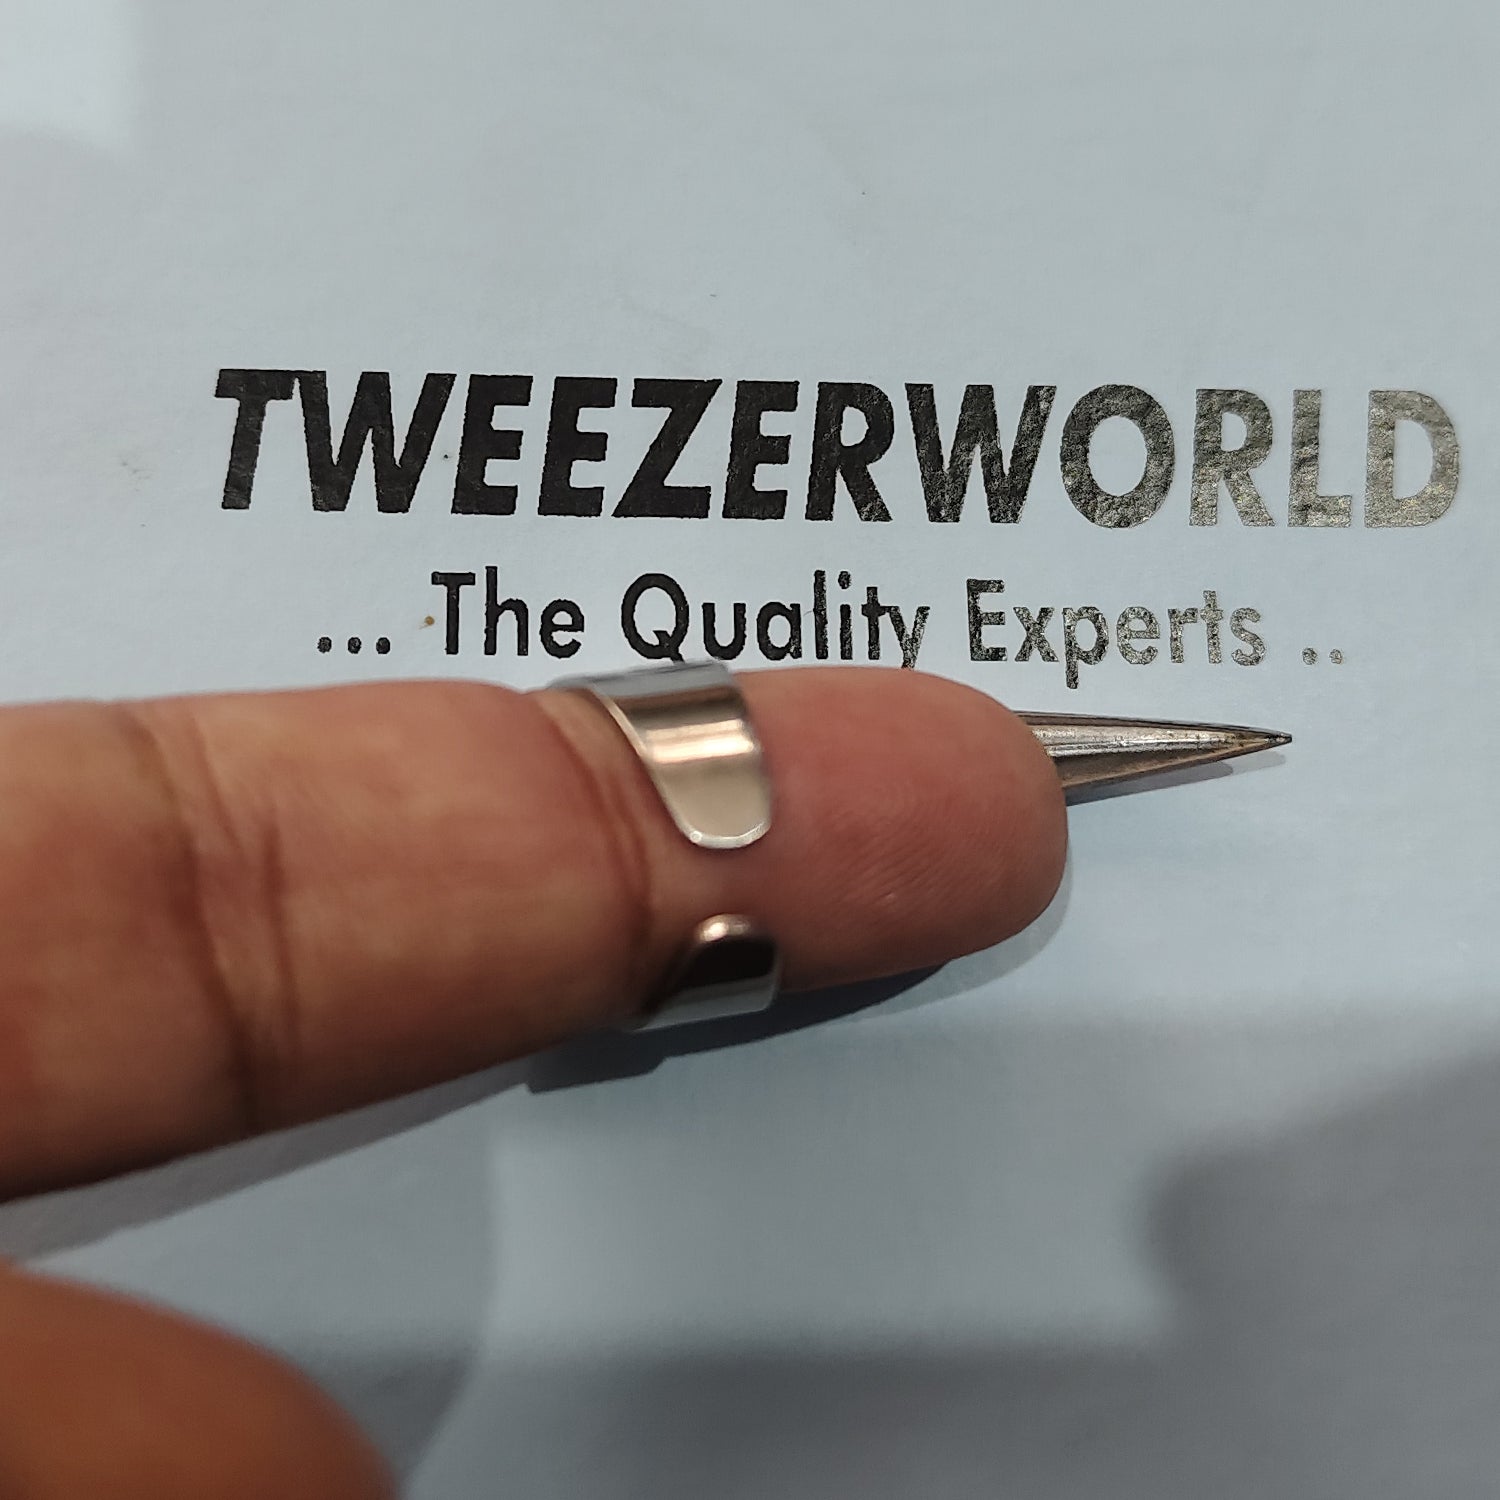 TWEEZERWORLD
... The Quality Experts ..